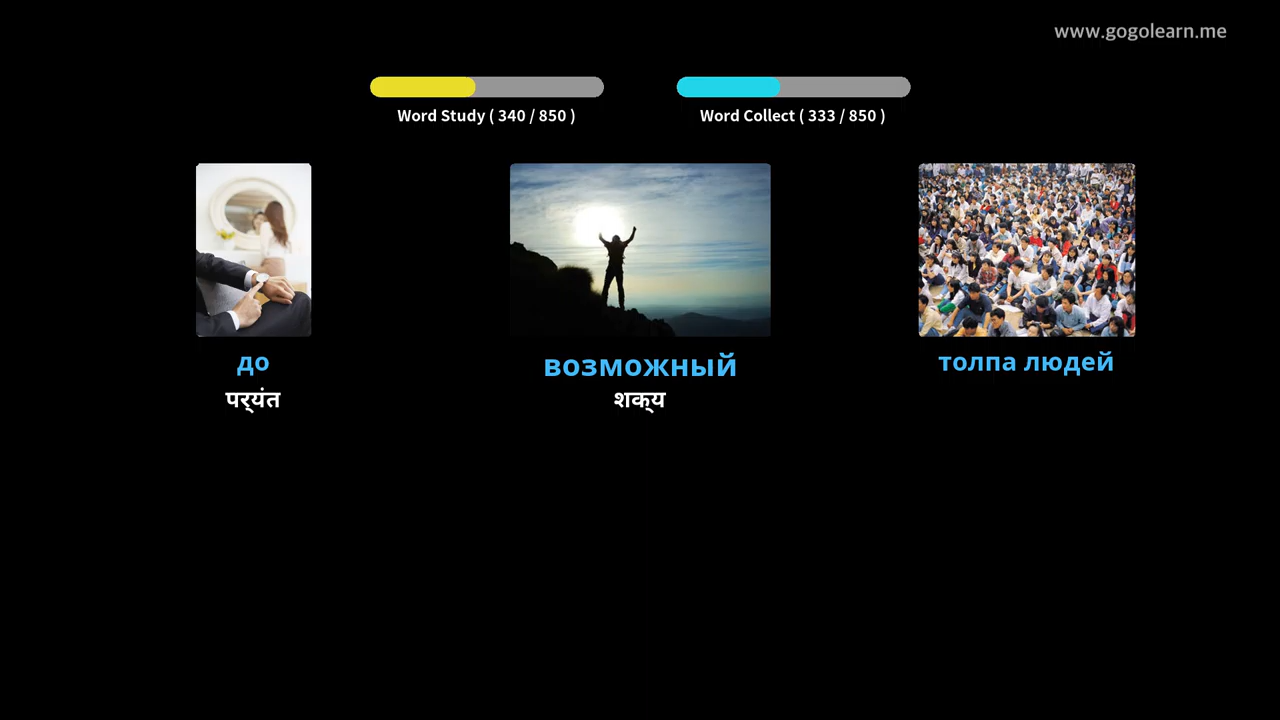 www.gogolearn.me
Word Study ( 340 / 850 )
Word Collect ( 333 / 850 )
до
возможный
толпа людей
पर्यंत
शक्य